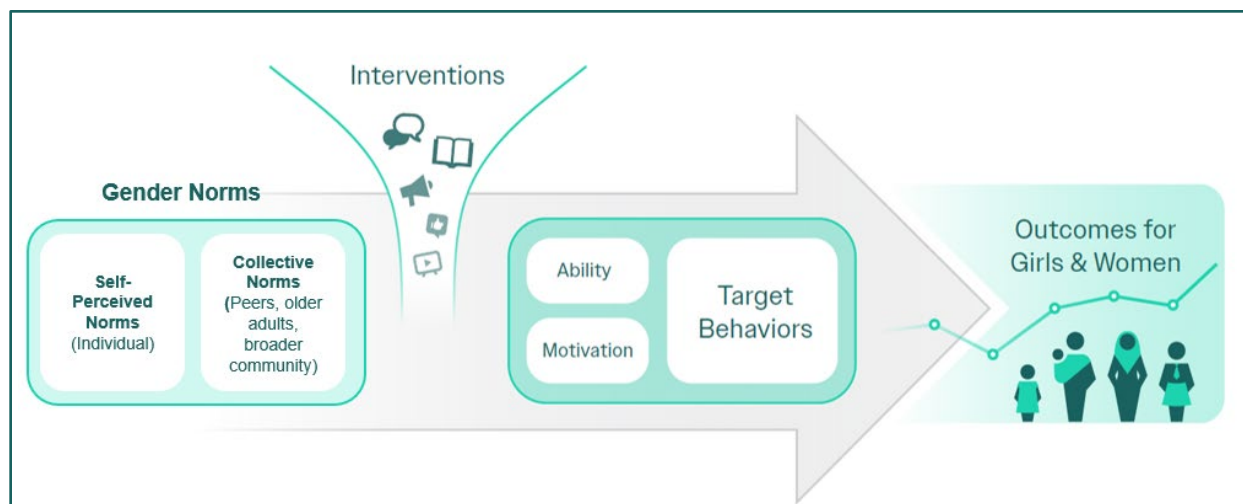 Interventions
Gender Norms
Self-
Perceived
Norms
(Individual)
Collective
Norms
(Peers, older
adults,
broader
community)
Ability
Motivation
Target
Behaviors
Outcomes for
Girls & Women